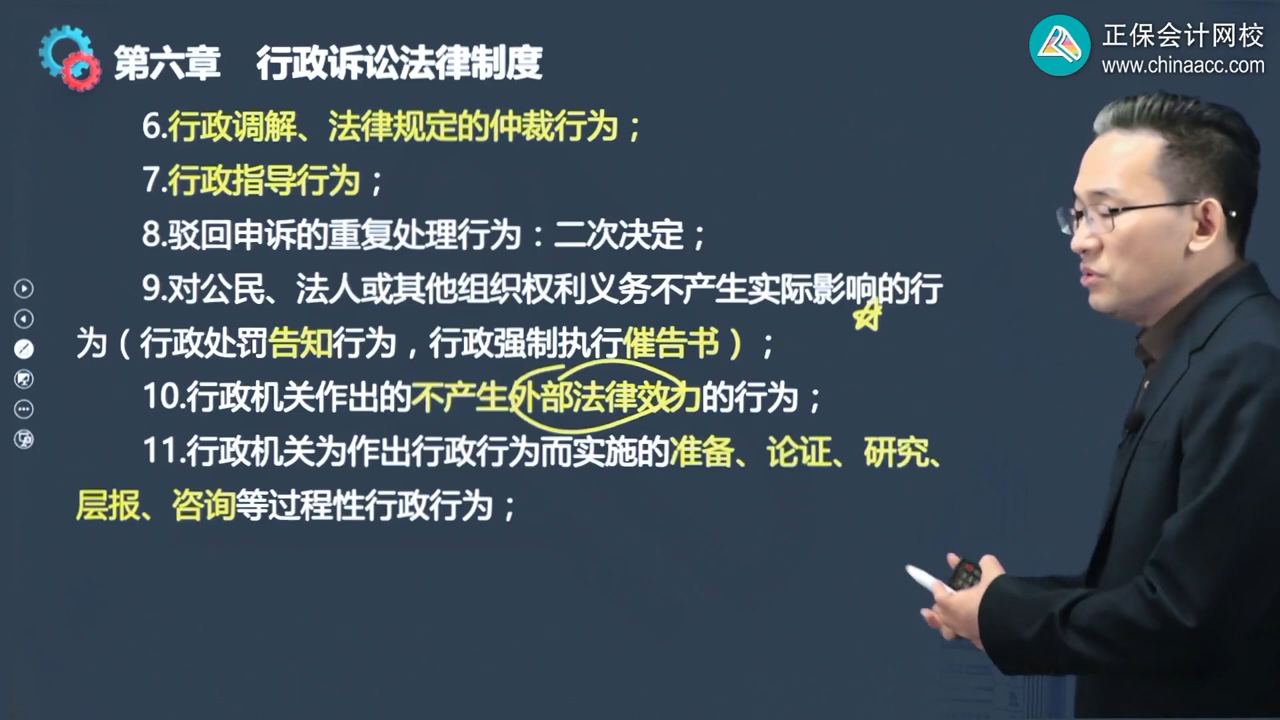 第六章 行政诉讼法律制度
正保会计网校
www.chinaacc.com
6.行政调解、法律规定的仲裁行为；
7.行政指导行为；
8.驳回申诉的重复处理行为：二次决定；
9.对公民、法人或其他组织权利义务不产生实际影响的行
为（行政处罚告知行为，行政强制执行催告书）；
10.行政机关作出的不产生外部法律效力的行为；
11.行政机关为作出行政行为而实施的准备、论证、研究、
层报、咨询等过程性行政行为；